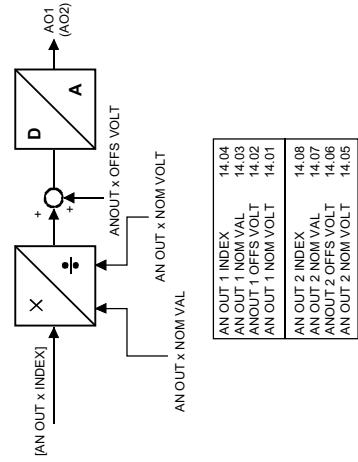 [AN OUT x INDEX]
X
÷
+
+
D
A
AO1
(AO2)
ANOUT x OFFS VOLT
AN OUT x NOM VOLT
AN OUT x NOM VAL
AN OUT 1 INDEX 14.04
AN OUT 1 NOM VAL 14.03
ANOUT 1 OFFS VOLT 14.02
AN OUT 1 NOM VOLT 14.01
AN OUT 2 INDEX 14.08
AN OUT 2 NOM VAL 14.07
ANOUT 2 OFFS VOLT 14.06
AN OUT 2 NOM VOLT 14.05